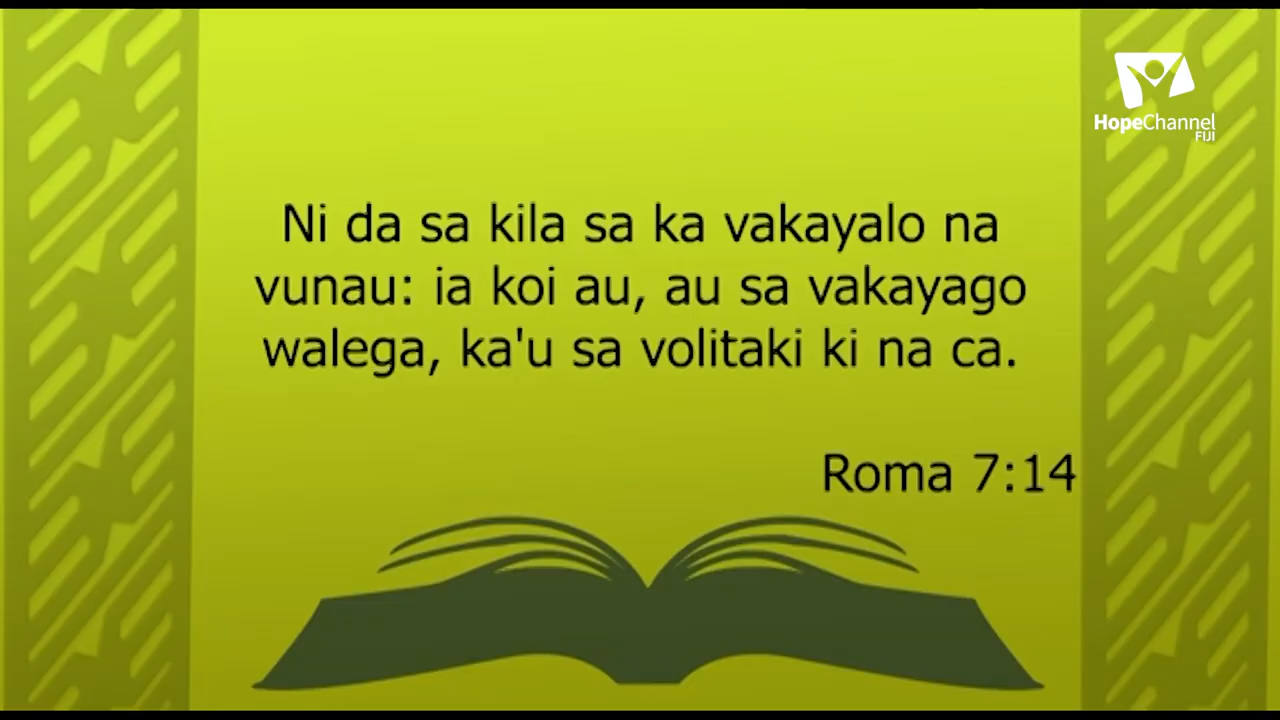 HopeChannel
FIJI
Ni da sa kila sa ka vakayalo na
vunau: ia koi au, au sa vakayago
walega, ka'u sa volitaki ki na ca.
Roma 7:14